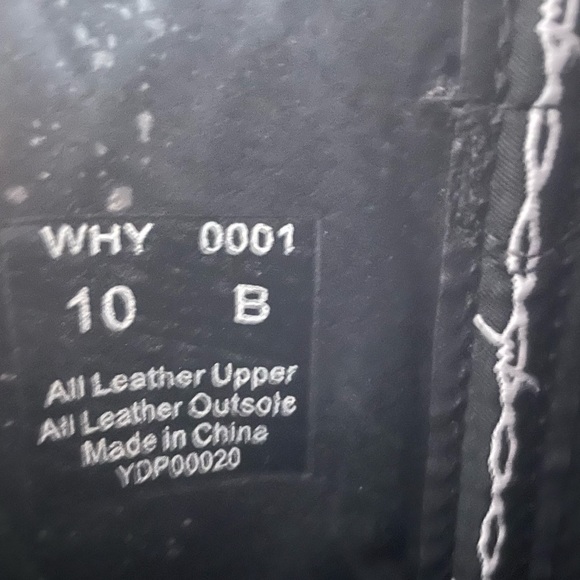 WHY 0001
10 B
All Leather Upper
All Leather Outsole
Made in China
YDP00020